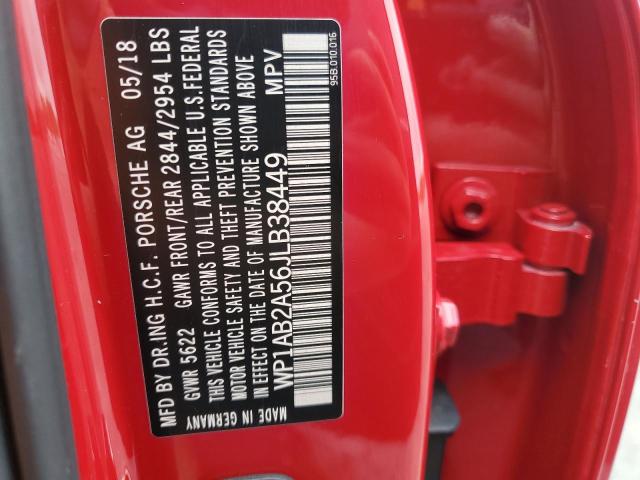 MFD BY DR.ING H.C.F. PORSCHE AG 05/18
GVWR 5622 GAWR FRONT/REAR 2844/2954 LBS
THIS VEHICLE CONFORMS TO ALL APPLICABLE U.S.FEDERAL
MOTOR VEHICLE SAFETY AND THEFT PREVENTION STANDARDS
IN EFFECT ON THE DATE OF MANUFACTURE SHOWN ABOVE
WP1AB2A56JLB38449 MPV
MADE IN GERMANY
95B.010.016